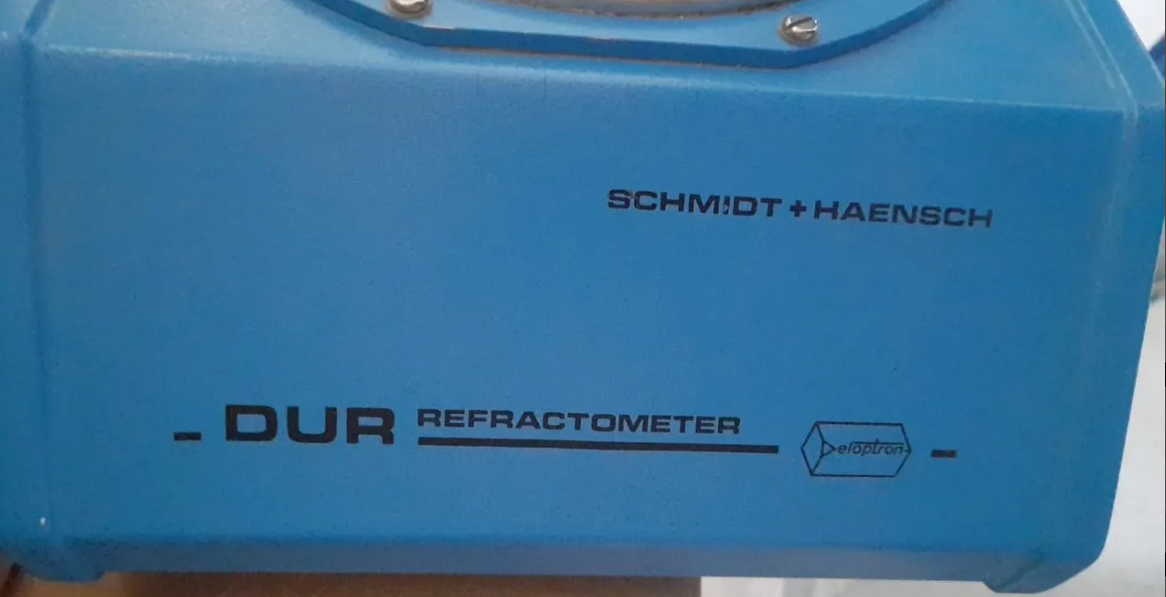 SCHMIDT + HAENSCH
DUR REFRACTOMETER
eloptron